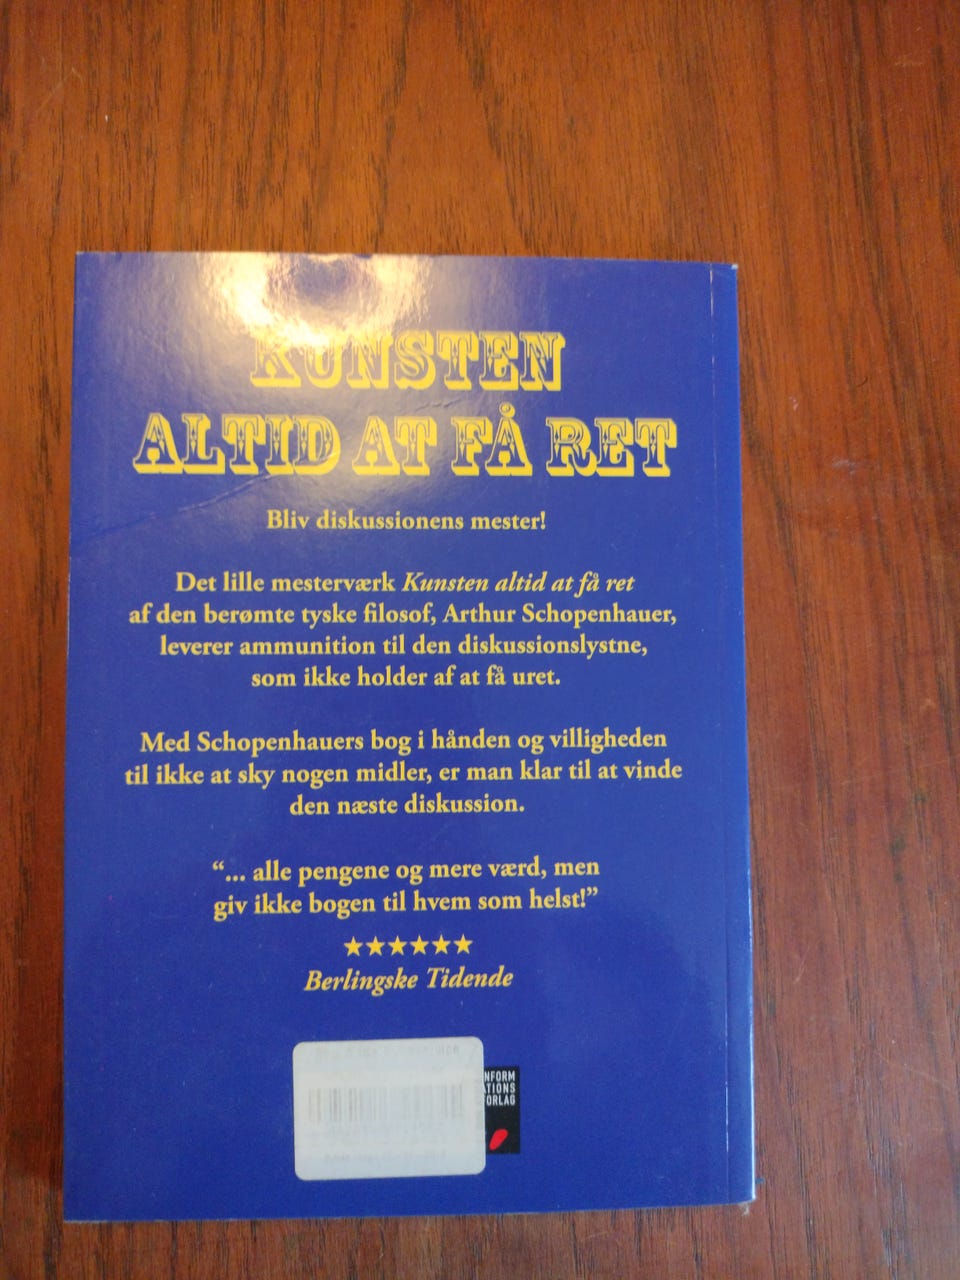 KUNSTEN
ALTID AT FÅ RET
Bliv diskussionens mester!
Det lille mesterværk Kunsten altid at få ret
af den berømte tyske filosof, Arthur Schopenhauer,
leverer ammunition til den diskussionslystne,
som ikke holder af at få uret.
Med Schopenhauers bog i hånden og villigheden
til ikke at sky nogen midler, er man klar til at vinde
den næste diskussion.
“... alle pengene og mere værd, men
giv ikke bogen til hvem som helst!”
★★★★★★
Berlingske Tidende
NFORM
ATIONS
FORLAG